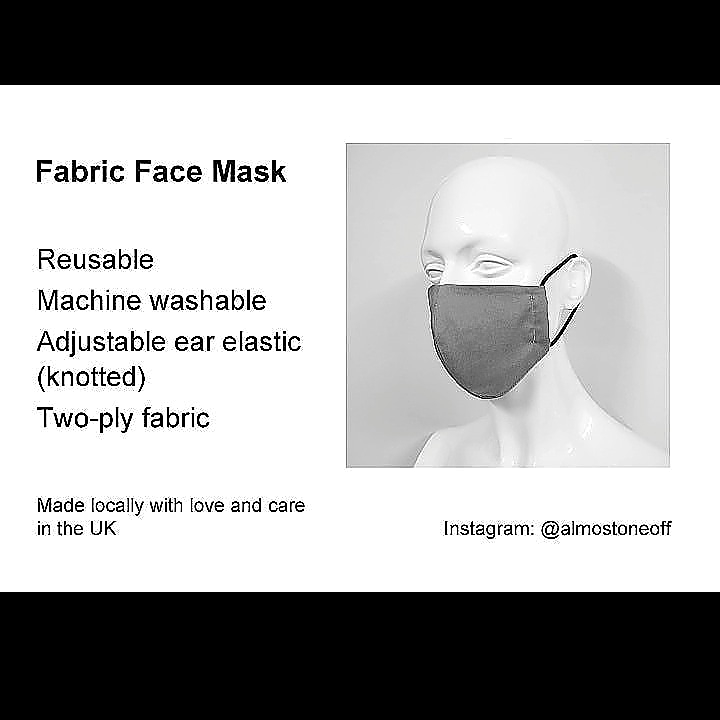 Fabric Face Mask
Reusable
Machine washable
Adjustable ear elastic
(knotted)
Two-ply fabric
Made locally with love and care
in the UK
Instagram: @almostoneoff